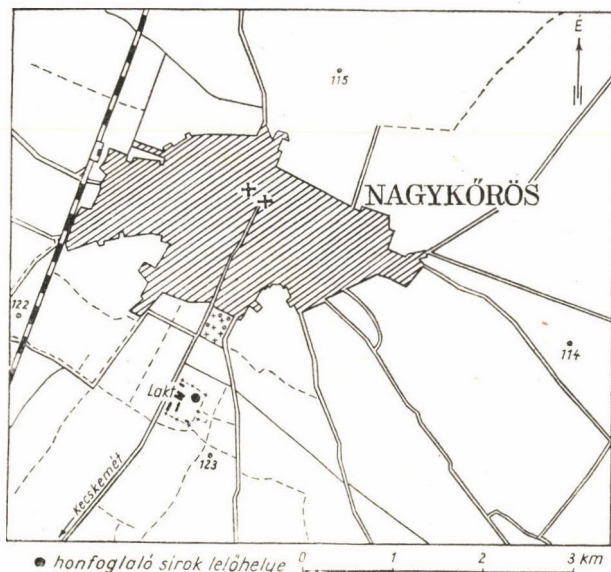 É
115
NAGYKŐRÖS
122
114
Lakt.
123
Kecskemét
honfoglaló sírok lelőhelye 0 1 2 3 km